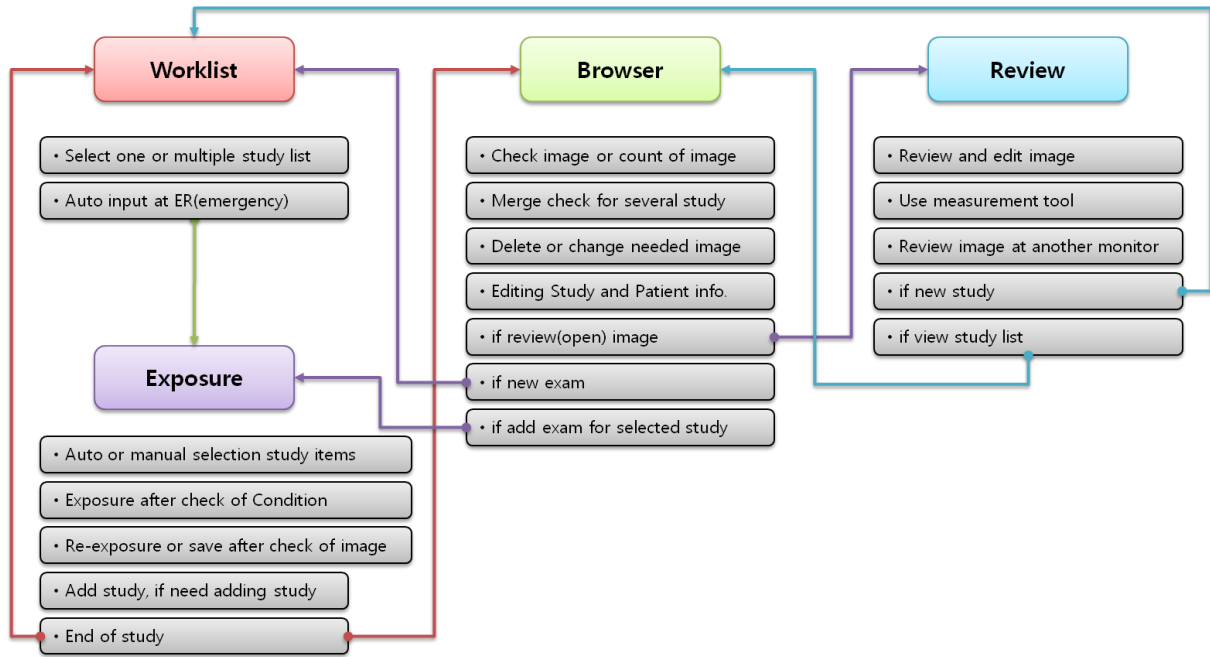 Worklist
• Select one or multiple study list
• Auto input at ER(emergency)
Exposure
• Auto or manual selection study items
• Exposure after check of Condition
• Re-exposure or save after check of image
• Add study, if need adding study
• End of study
Browser
• Check image or count of image
• Merge check for several study
• Delete or change needed image
• Editing Study and Patient info.
• if review(open) image
• if new exam
• if add exam for selected study
Review
• Review and edit image
• Use measurement tool
• Review image at another monitor
• if new study
• if view study list